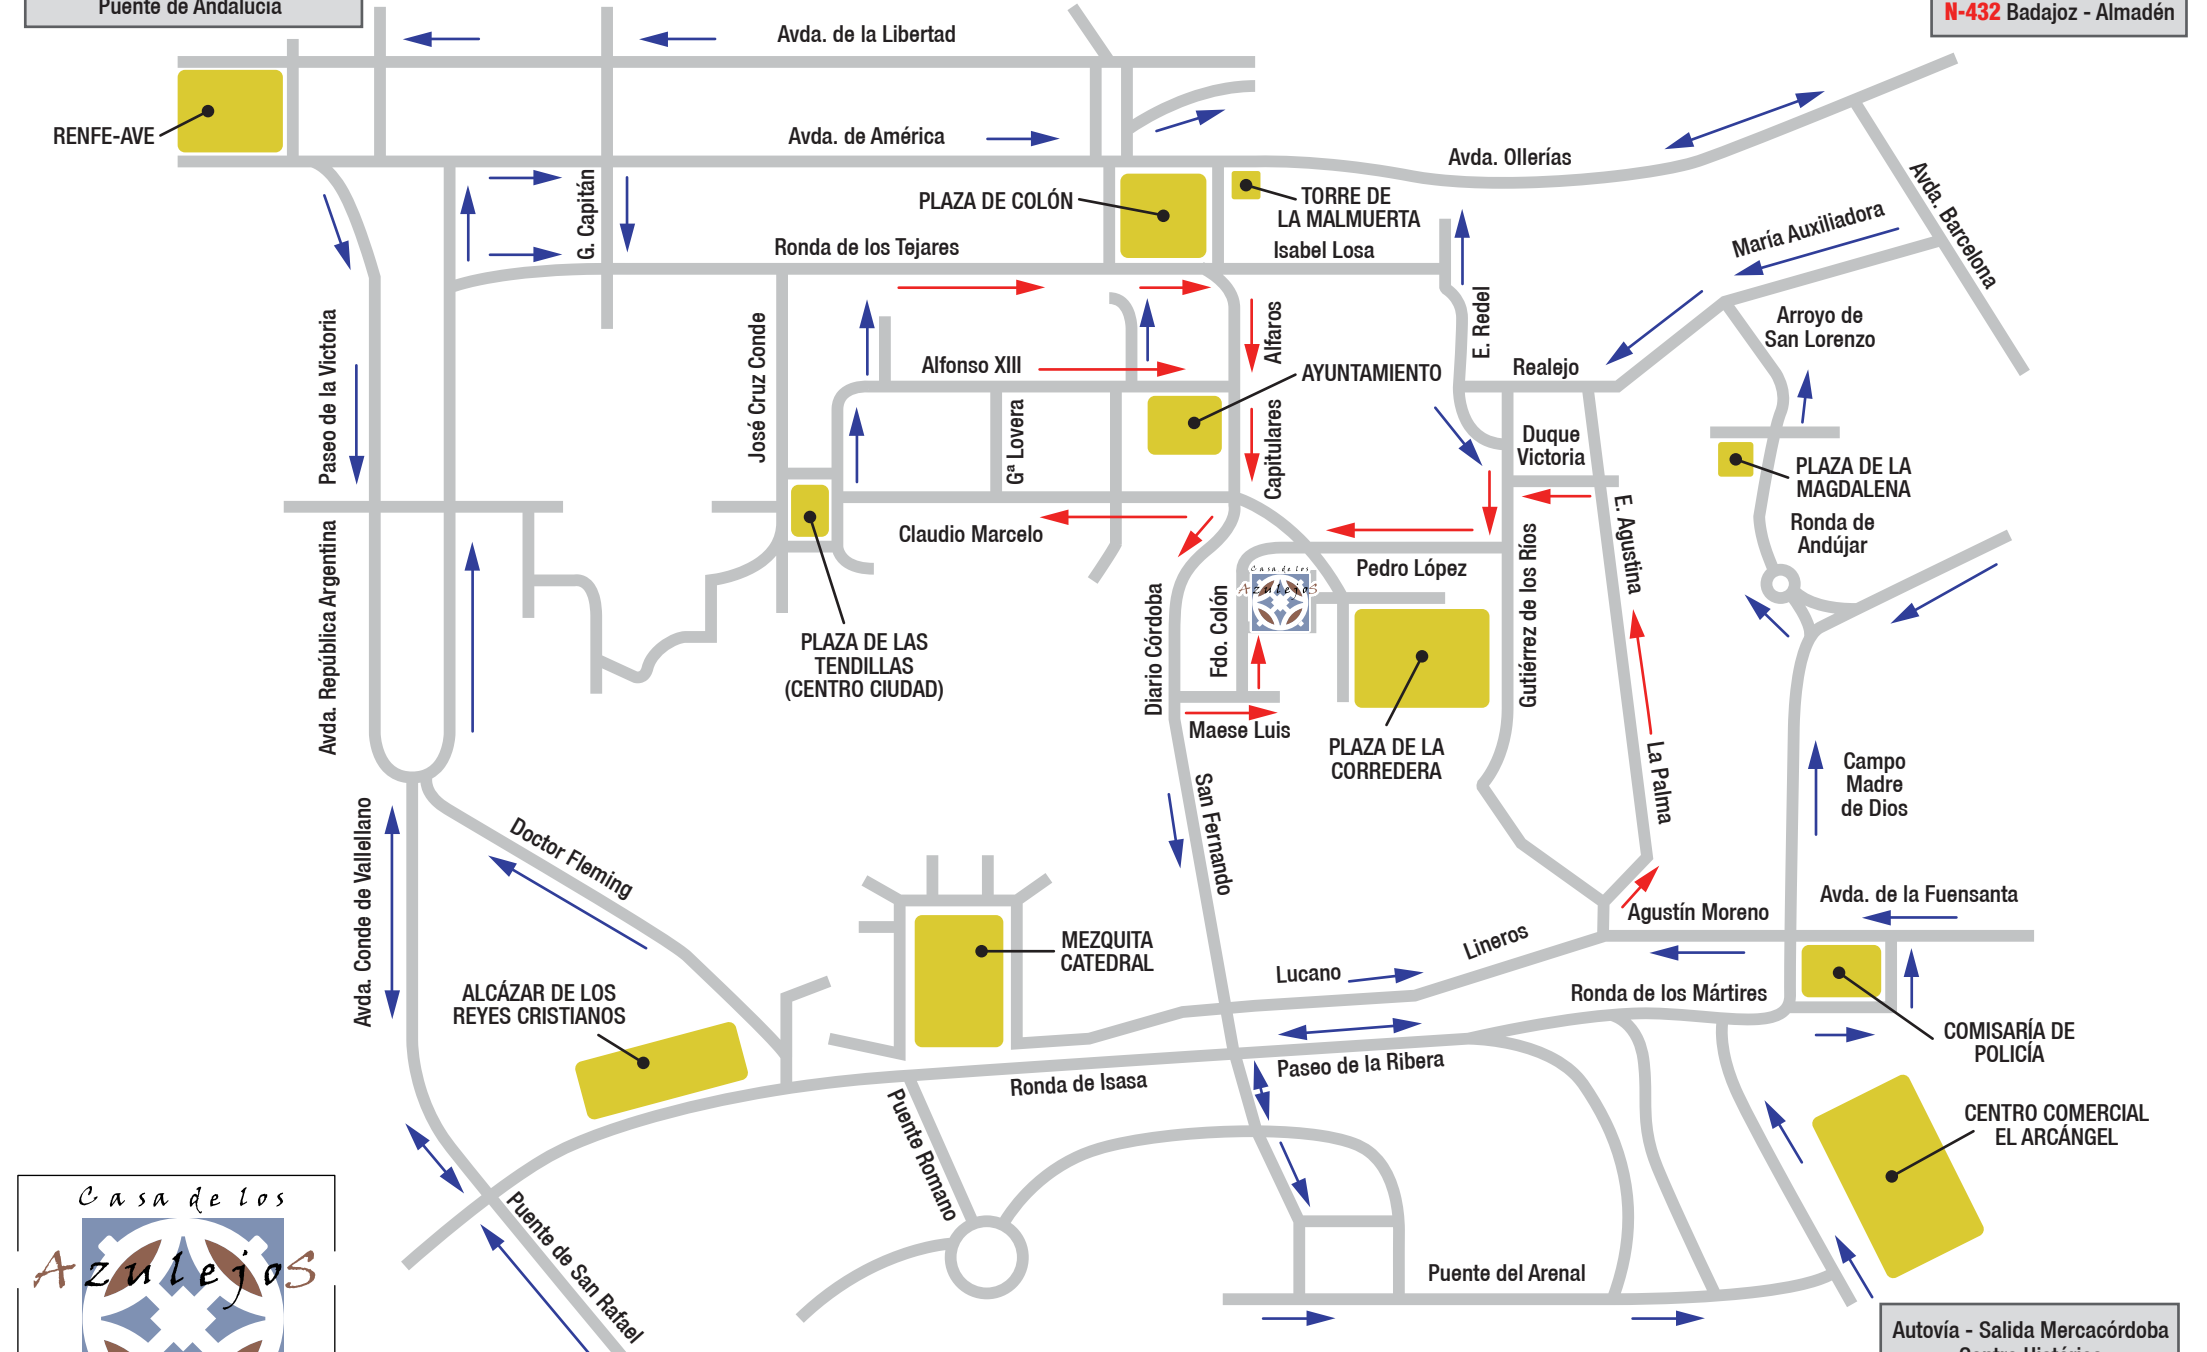 Puente de Andalucía
N-432 Badajoz - Almadén
Avda. de la Libertad
RENFE-AVE
Avda. de América
Avda. Ollerías
G. Capitán
PLAZA DE COLÓN
TORRE DE
LA MALMUERTA
Avda. Barcelona
María Auxiliadora
Ronda de los Tejares
Isabel Losa
Paseo de la Victoria
José Cruz Conde
Alfaros
E. Redel
Arroyo de
San Lorenzo
Alfonso XIII
AYUNTAMIENTO
Realejo
Gª Lovera
Capitulares
Duque
Victoria
PLAZA DE LA
MAGDALENA
Claudio Marcelo
E. Agustina
Ronda de
Andújar
Avda. República Argentina
Pedro López
Casa de los
Azulejos
Diario Córdoba
Fdo. Colón
Gutiérrez de los Ríos
PLAZA DE LAS
TENDILLAS
(CENTRO CIUDAD)
Maese Luis
PLAZA DE LA
CORREDERA
La Palma
Campo
Madre
de Dios
San Fernando
Avda. Conde de Vallellano
Doctor Fleming
Avda. de la Fuensanta
Agustín Moreno
MEZQUITA
CATEDRAL
Lineros
Lucano
ALCÁZAR DE LOS
REYES CRISTIANOS
Ronda de los Mártires
COMISARÍA DE
POLICÍA
Paseo de la Ribera
Ronda de Isasa
Puente Romano
CENTRO COMERCIAL
EL ARCÁNGEL
Casa de los
Azulejos
Puente de San Rafael
Puente del Arenal
Autovía - Salida Mercacórdoba
Centro Histórico